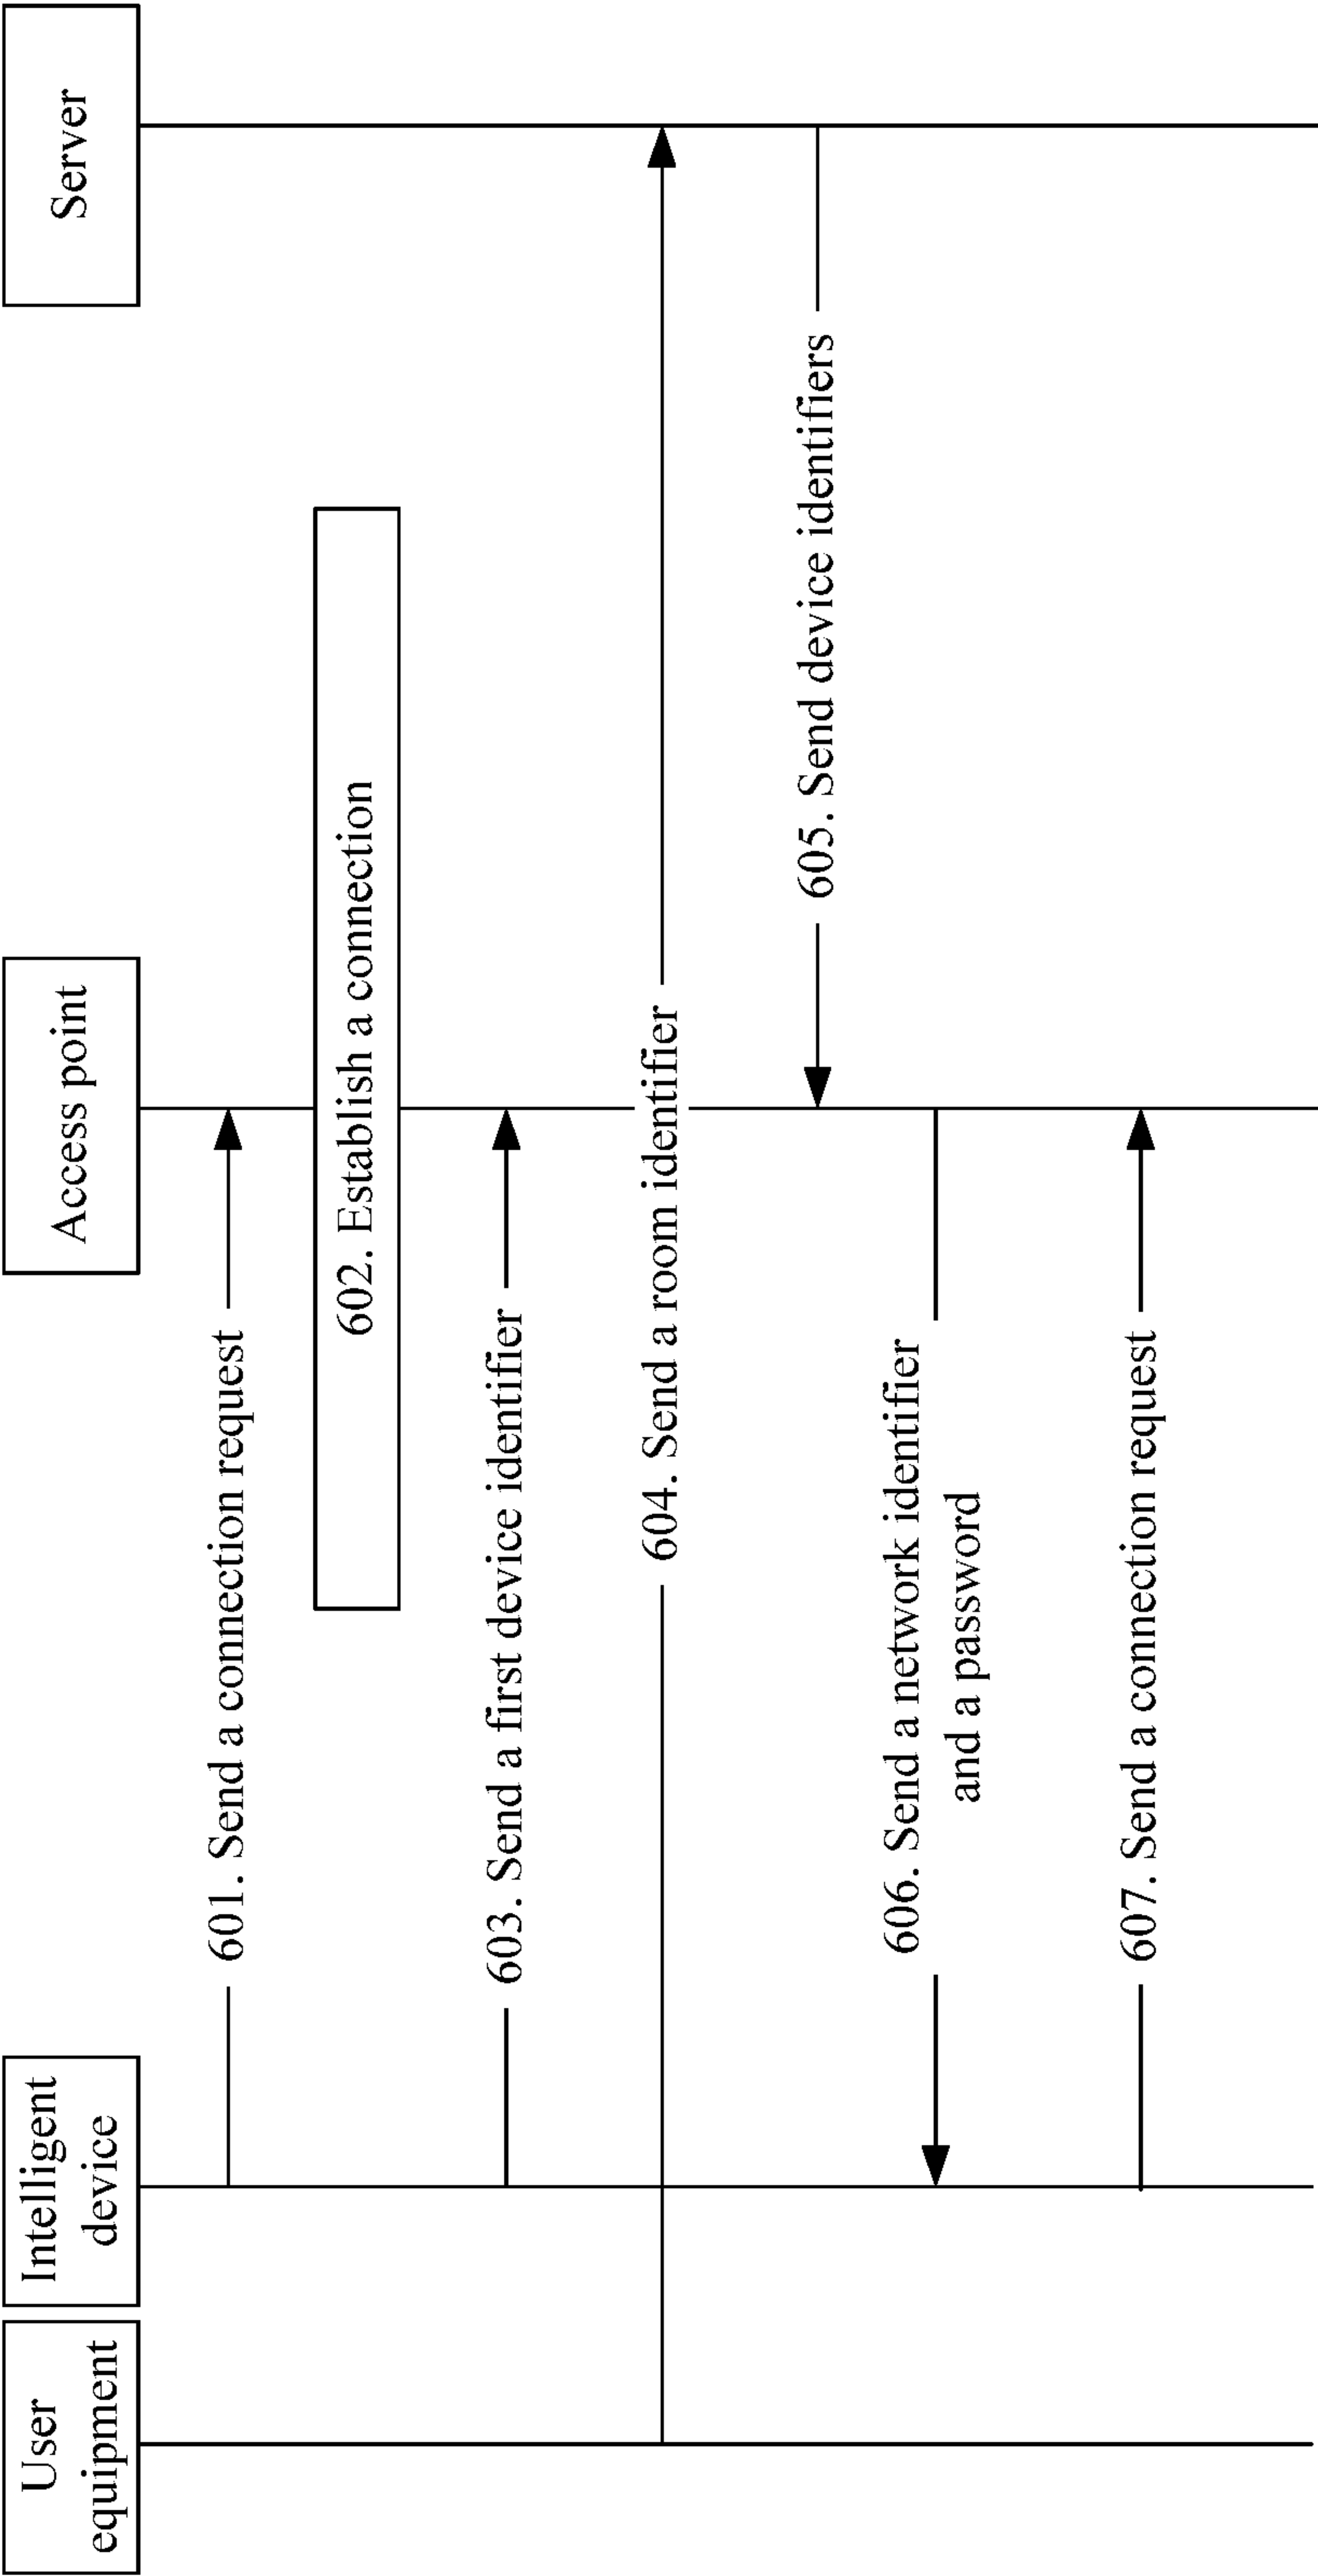 User
equipment
Intelligent
device
Access point
Server
601. Send a connection request
602. Establish a connection
603. Send a first device identifier
604. Send a room identifier
605. Send device identifiers
606. Send a network identifier
and a password
607. Send a connection request